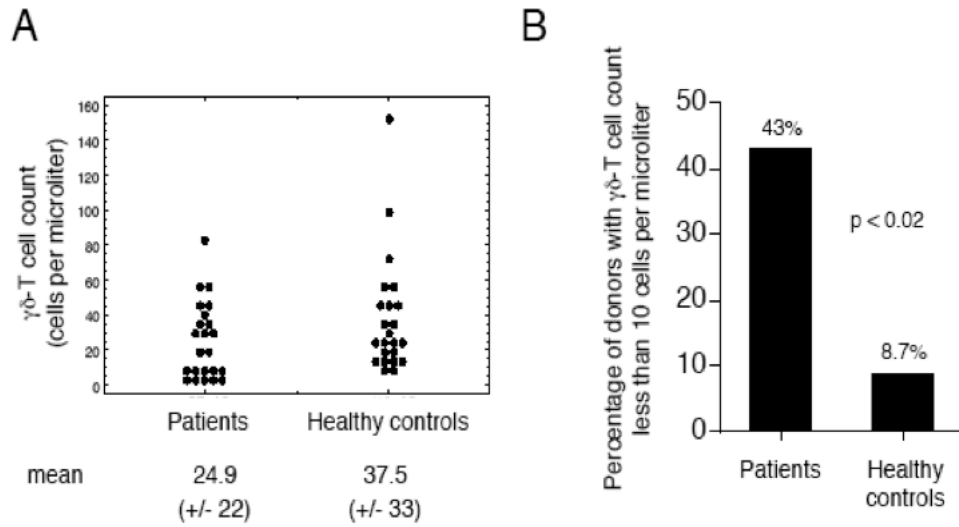 A
γδ-T cell count
(cells per microliter)
160
140
120
100
80
60
40
20
0
Patients Healthy controls
mean 24.9 37.5
(+/- 22) (+/- 33)
B
Percentage of donors with γδ-T cell count
less than 10 cells per microliter
50
40
30
20
10
0
43%
p < 0.02
8.7%
Patients Healthy
controls